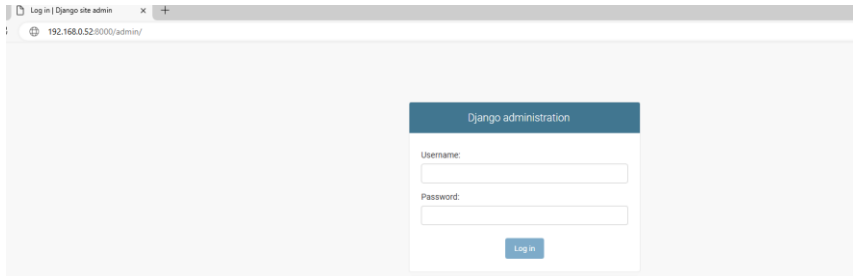 Log in | Django site admin
192.168.0.52:8000/admin/
Django administration
Username:
Password:
Log in